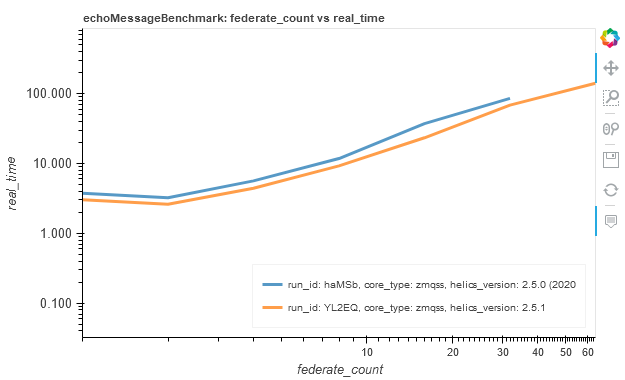 echoMessageBenchmark: federate_count vs real_time
100.000
10.000
1.000
0.100
real_time
run_id: haMSb, core_type: zmqss, helics_version: 2.5.0 (2020
run_id: YL2EQ, core_type: zmqss, helics_version: 2.5.1
10 20 30 40 50 60
federate_count